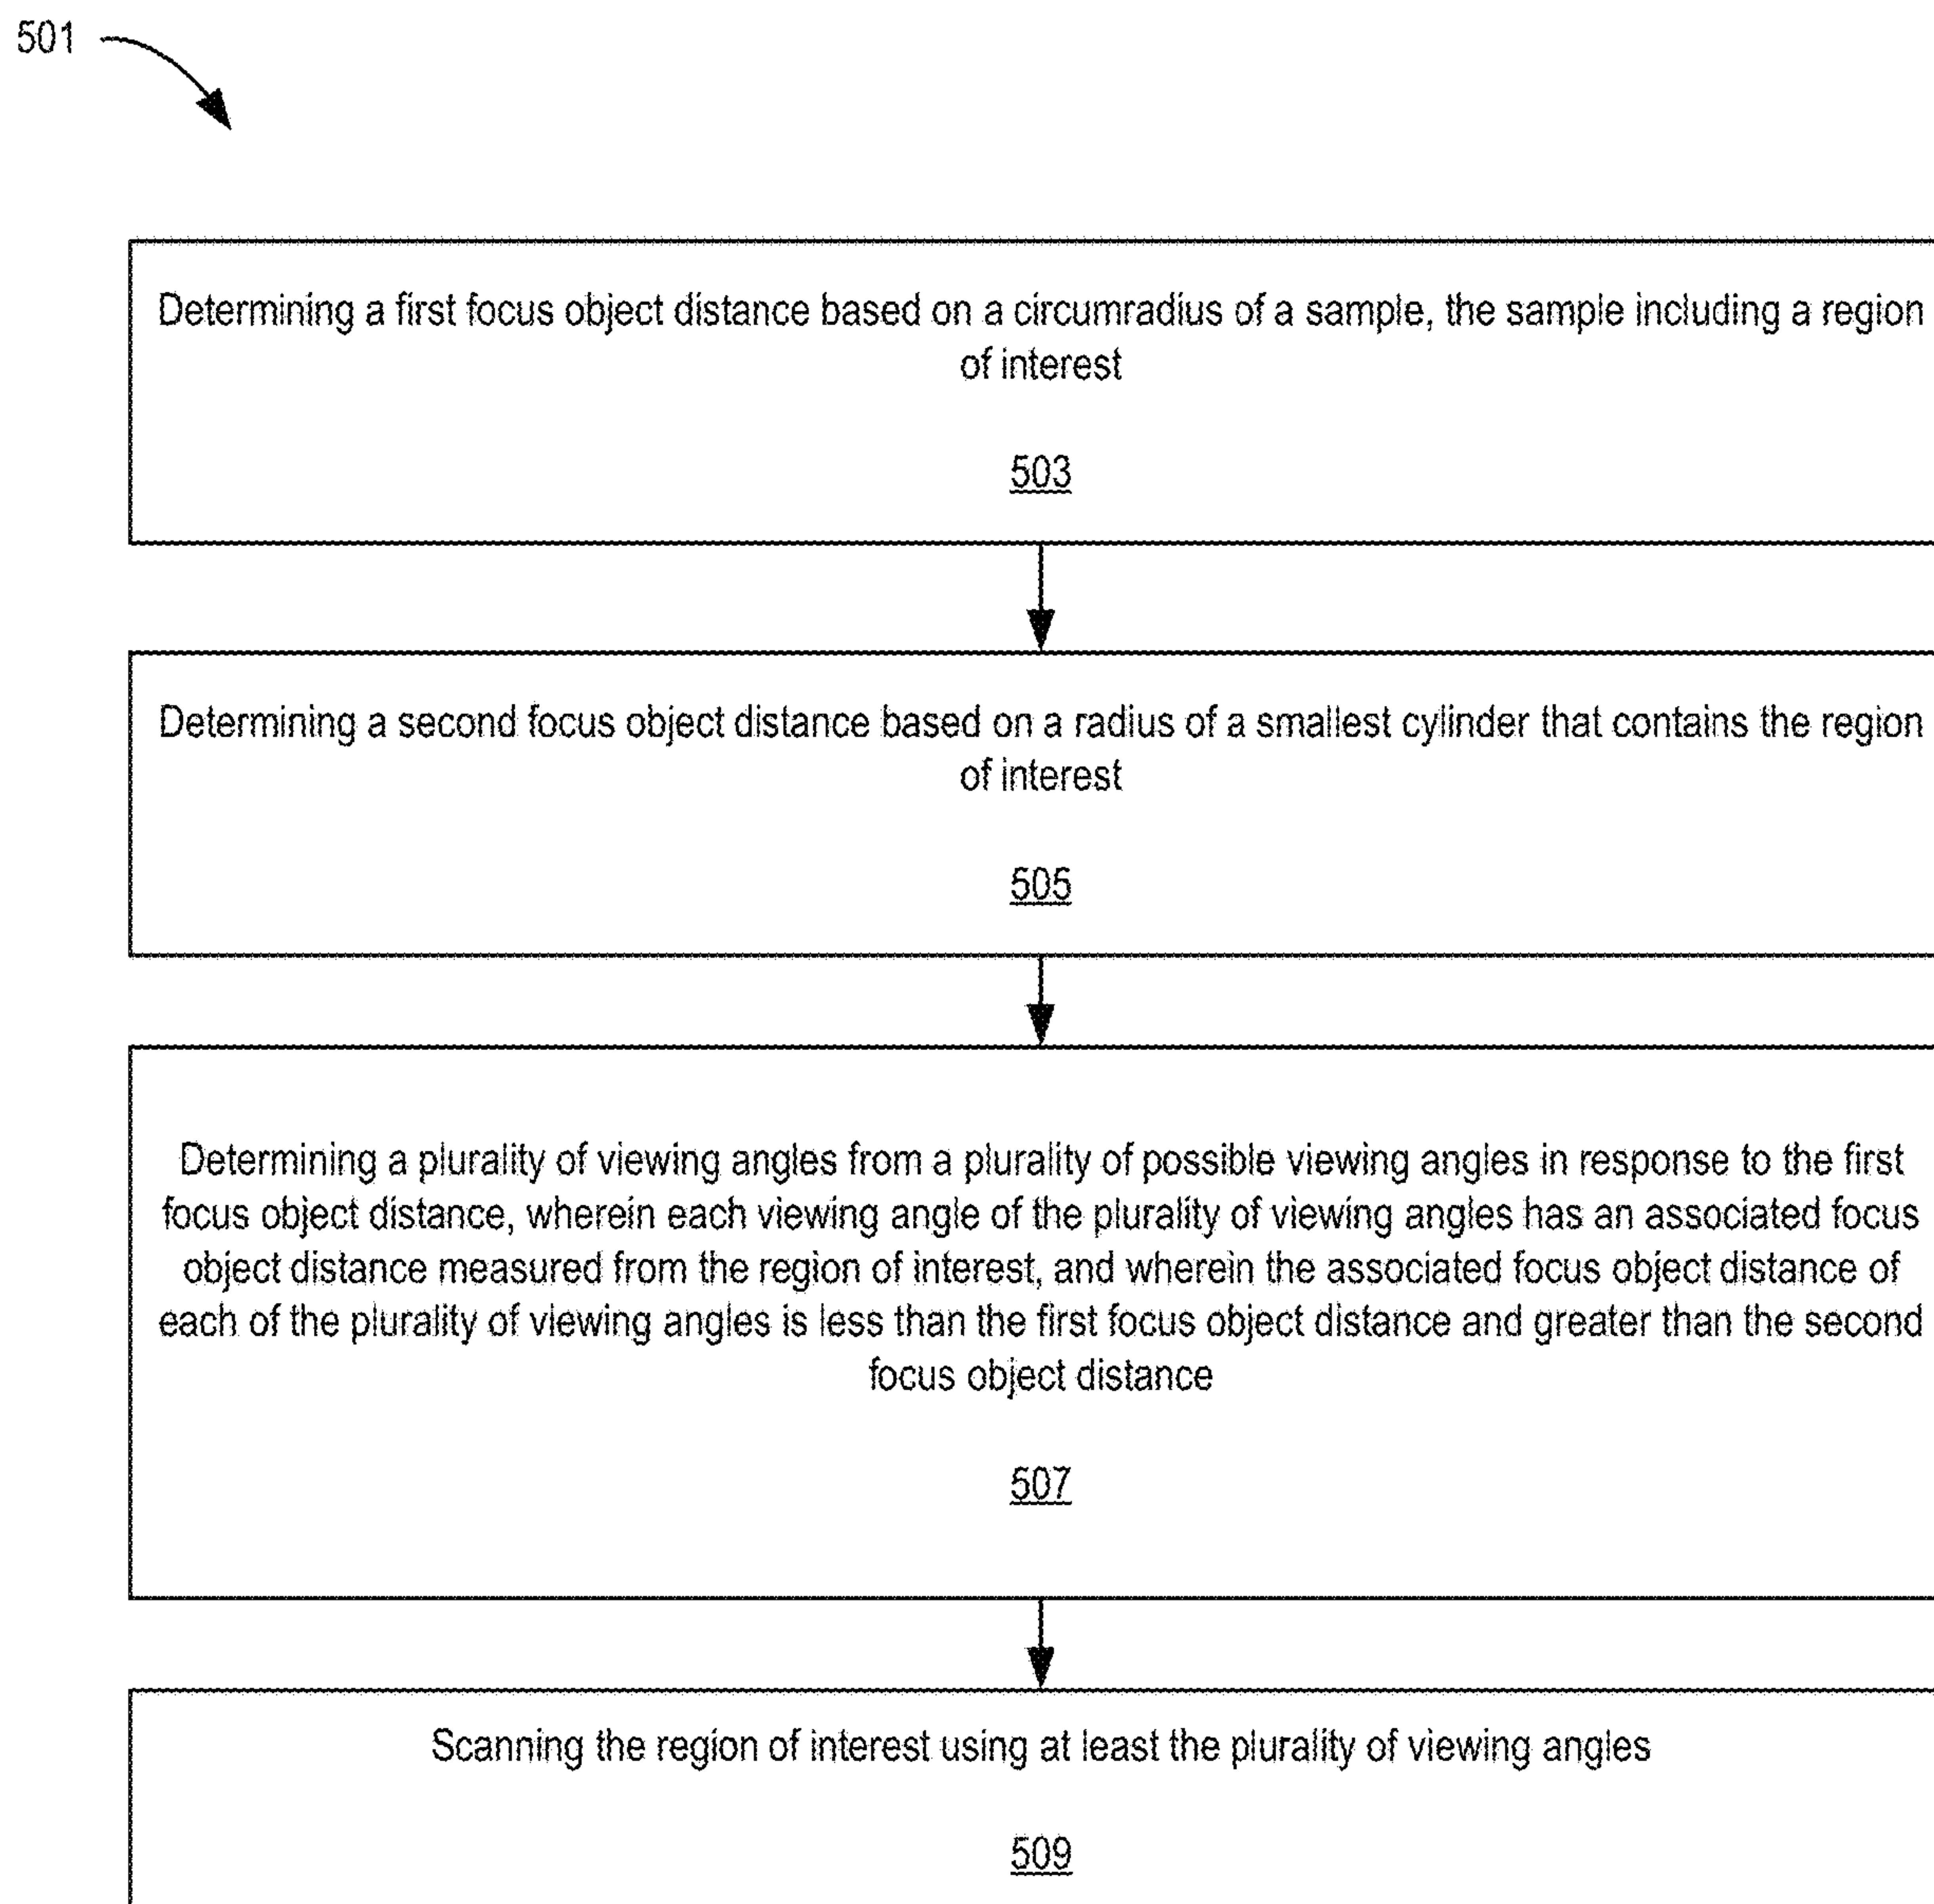 501
Determining a first focus object distance based on a circumradius of a sample, the sample including a region
of interest
503
Determining a second focus object distance based on a radius of a smallest cylinder that contains the region
of interest
505
Determining a plurality of viewing angles from a plurality of possible viewing angles in response to the first
focus object distance, wherein each viewing angle of the plurality of viewing angles has an associated focus
object distance measured from the region of interest, and wherein the associated focus object distance of
each of the plurality of viewing angles is less than the first focus object distance and greater than the second
focus object distance
507
Scanning the region of interest using at least the plurality of viewing angles
509